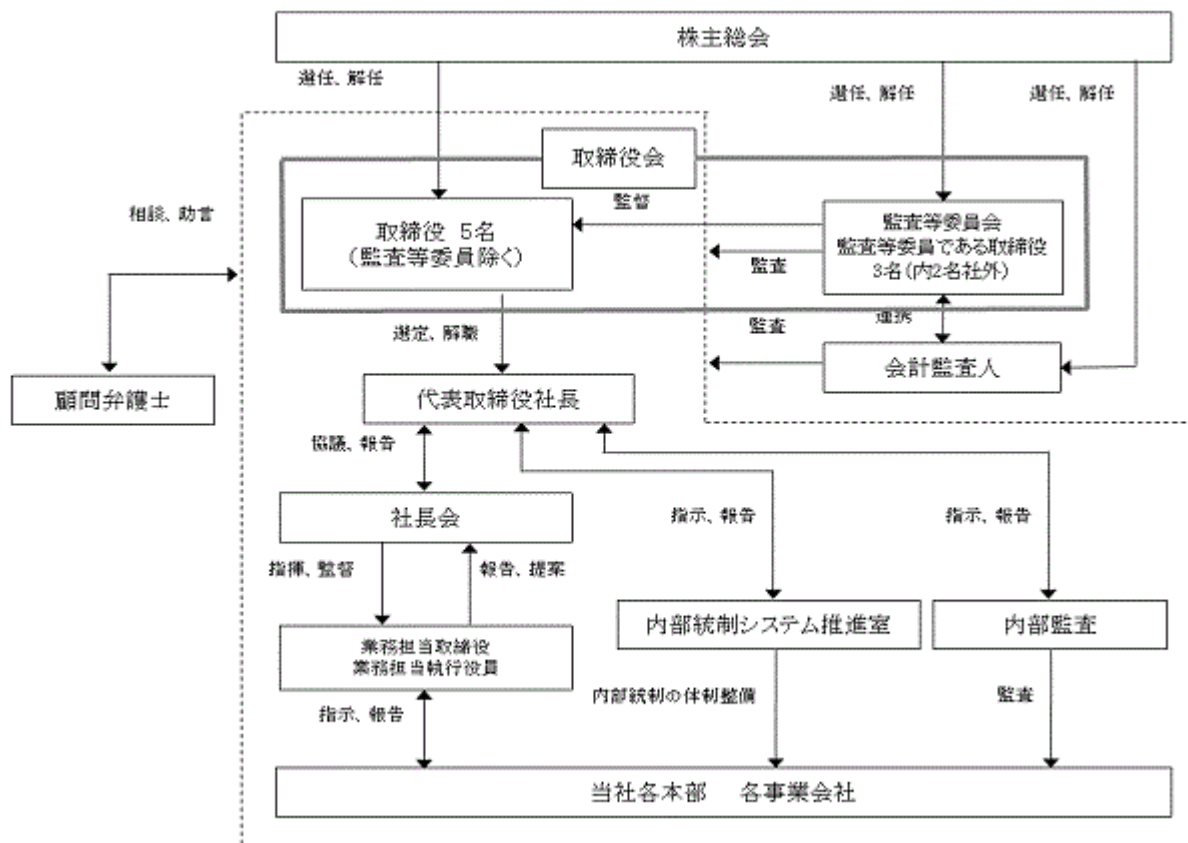 株主総会
選任、解任
選任、解任
選任、解任
取締役会
監督
相談、助言
取締役 5名
（監査等委員除く）
監査等委員会
監査等委員である取締役
3名（内2名社外）
監査
選定、解職
監査
連携
会計監査人
顧問弁護士
代表取締役社長
協議、報告
社長会
指示、報告
指示、報告
指揮、監督
報告、提案
内部統制システム推進室
内部監査
業務担当取締役
業務担当執行役員
指示、報告
内部統制の体制整備
監査
当社各本部 各事業会社